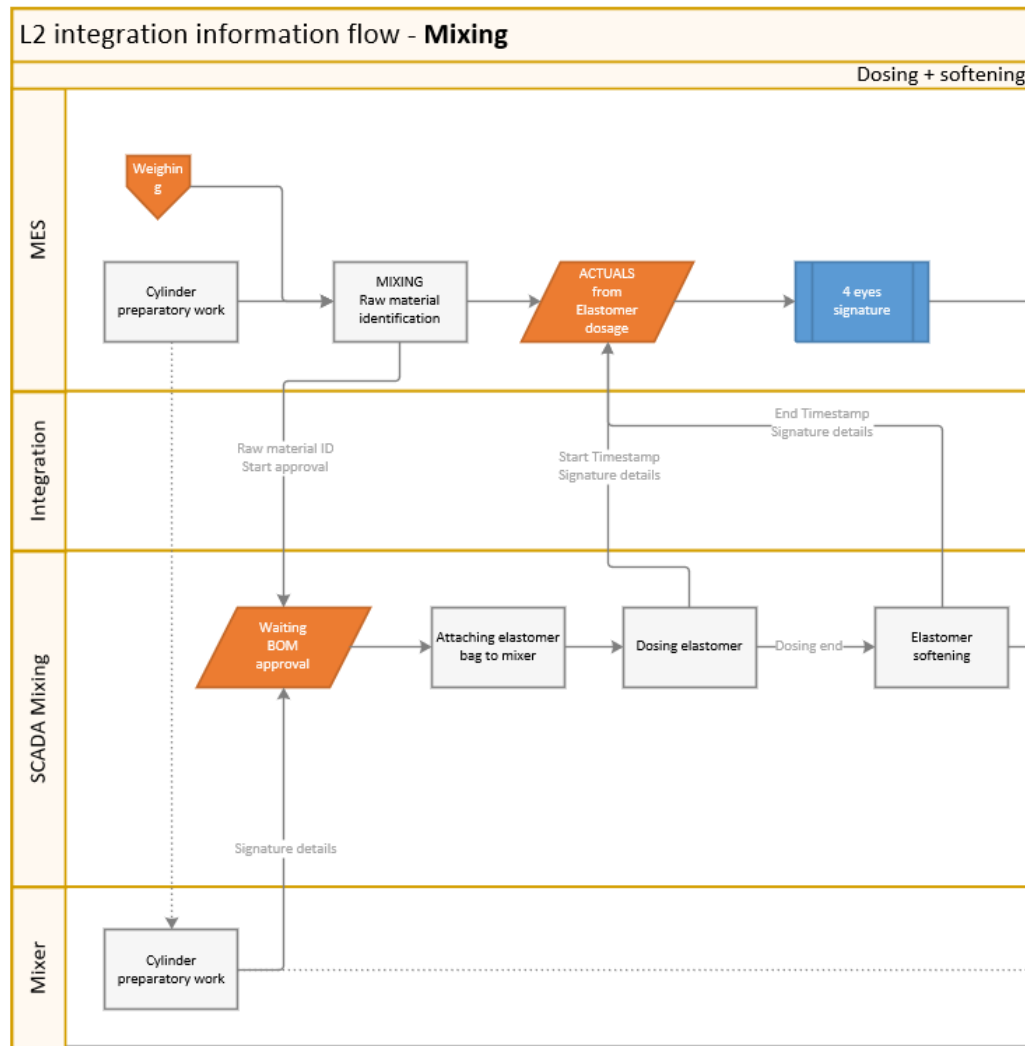 L2 integration information flow - Mixing
Dosing + softening
MES
Weighin
g
Cylinder
preparatory work
MIXING
Raw material
identification
ACTUALS
from
Elastomer
dosage
4 eyes
signature
Integration
Raw material ID
Start approval
Start Timestamp
Signature details
End Timestamp
Signature details
SCADA Mixing
Waiting
BOM
approval
Attaching elastomer
bag to mixer
Dosing elastomer
Dosing end
Elastomer
softening
Signature details
Mixer
Cylinder
preparatory work